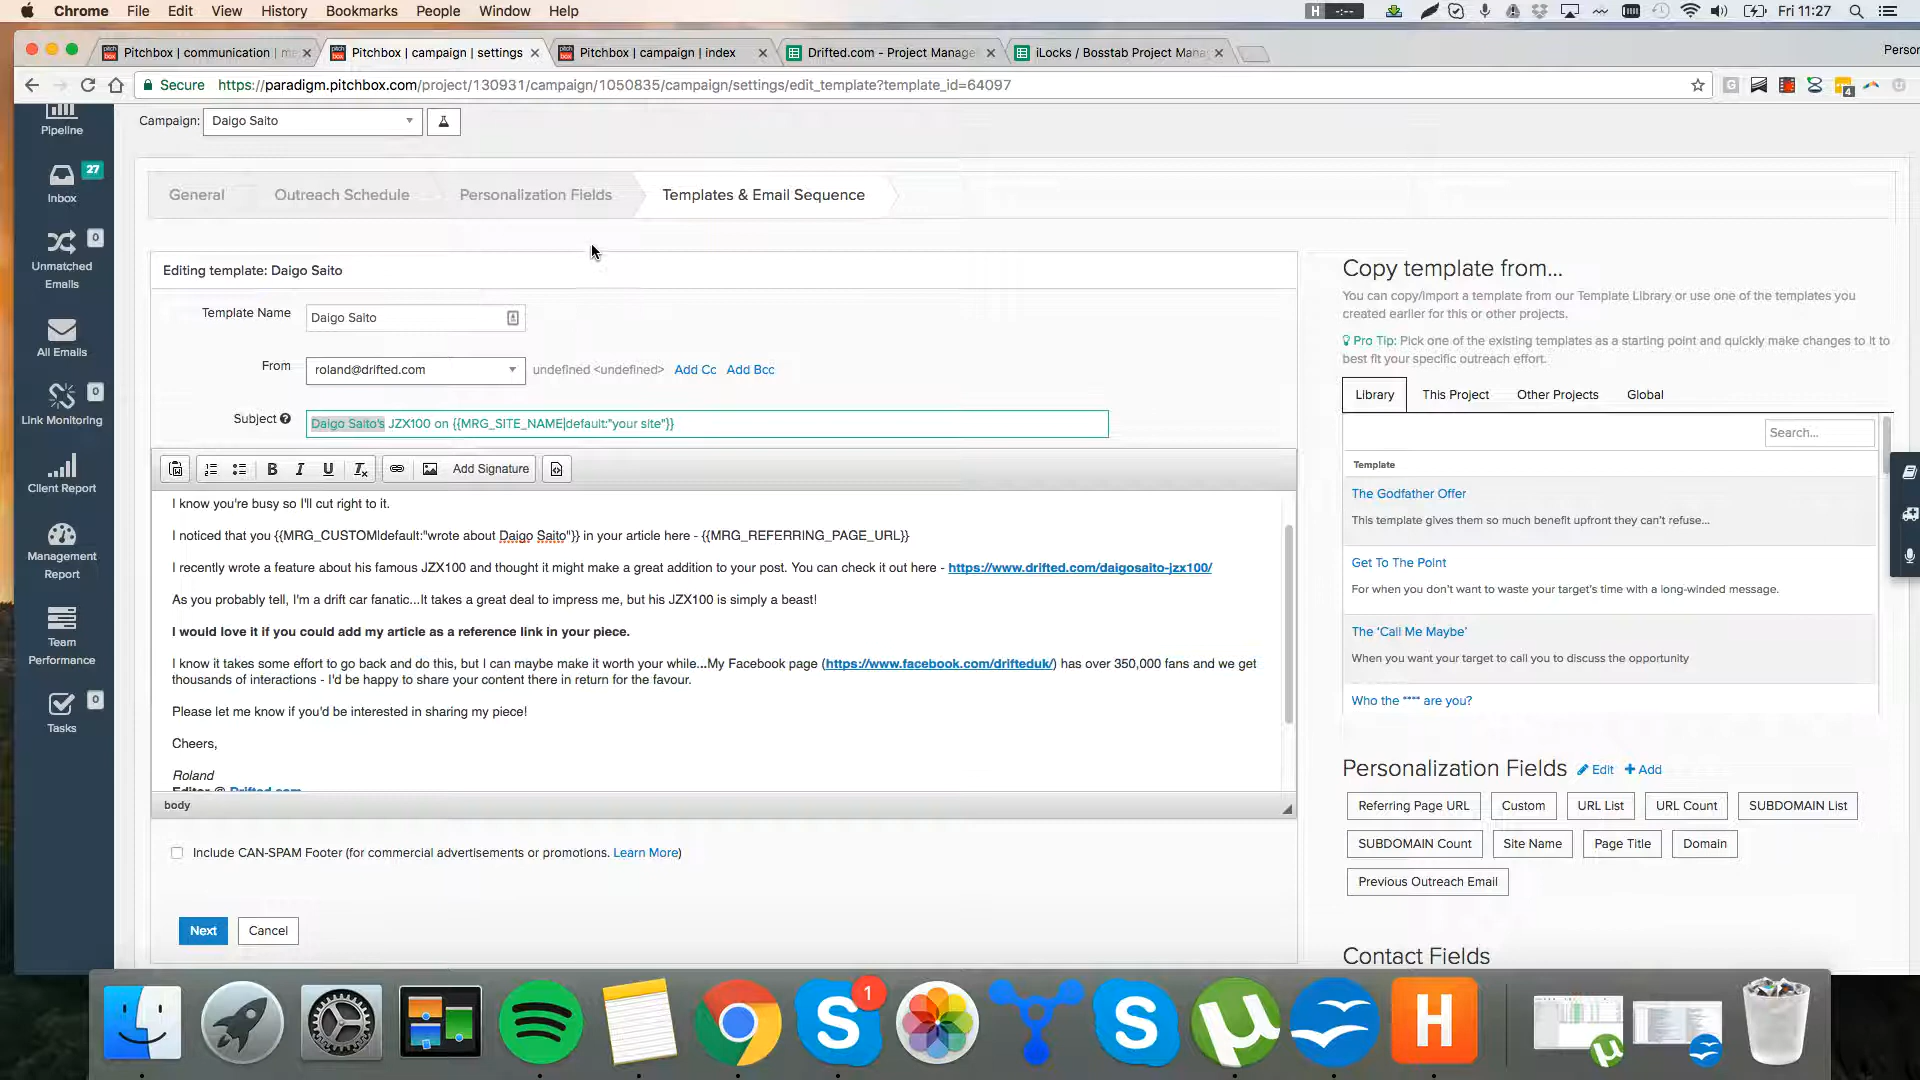 Chrome File Edit View History Bookmarks People Window Help
H -:-- Fri 11:27
Pitchbox | communication | me
Pitchbox | campaign | settings
Pitchbox | campaign | index
Drifted.com - Project Manage
iLocks / Bosstab Project Mana
Person
Secure https://paradigm.pitchbox.com/project/130931/campaign/1050835/campaign/settings/edit_template?template_id=64097
4
Campaign: Daigo Saito
Pipeline
27
Inbox
0
Unmatched
Emails
All Emails
0
Link Monitoring
Client Report
Management
Report
Team
Performance
0
Tasks
General Outreach Schedule Personalization Fields Templates & Email Sequence
Editing template: Daigo Saito
Template Name Daigo Saito
From roland@drifted.com undefined <undefined> Add Cc Add Bcc
Subject Daigo Saito's JZX100 on {{MRG_SITE_NAME|default:"your site"}}
B I U Tx Add Signature
I know you're busy so I'll cut right to it.
I noticed that you {{MRG_CUSTOM|default:"wrote about Daigo Saito"}} in your article here - {{MRG_REFERRING_PAGE_URL}}
I recently wrote a feature about his famous JZX100 and thought it might make a great addition to your post. You can check it out here - https://www.drifted.com/daigosaito-jzx100/
As you probably tell, I'm a drift car fanatic...It takes a great deal to impress me, but his JZX100 is simply a beast!
I would love it if you could add my article as a reference link in your piece.
I know it takes some effort to go back and do this, but I can maybe make it worth your while...My Facebook page (https://www.facebook.com/drifteduk/) has over 350,000 fans and we get
thousands of interactions - I'd be happy to share your content there in return for the favour.
Please let me know if you'd be interested in sharing my piece!
Cheers,
Roland
Editor @ Drifted.com
body
Include CAN-SPAM Footer (for commercial advertisements or promotions. Learn More)
Next Cancel
Copy template from...
You can copy/import a template from our Template Library or use one of the templates you
created earlier for this or other projects.
Pro Tip: Pick one of the existing templates as a starting point and quickly make changes to it to
best fit your specific outreach effort.
Library This Project Other Projects Global
Search...
Template
The Godfather Offer
This template gives them so much benefit upfront they can't refuse...
Get To The Point
For when you don't want to waste your target's time with a long-winded message.
The 'Call Me Maybe'
When you want your target to call you to discuss the opportunity
Who the **** are you?
Personalization Fields Edit + Add
Referring Page URL Custom URL List URL Count SUBDOMAIN List
SUBDOMAIN Count Site Name Page Title Domain
Previous Outreach Email
Contact Fields
1